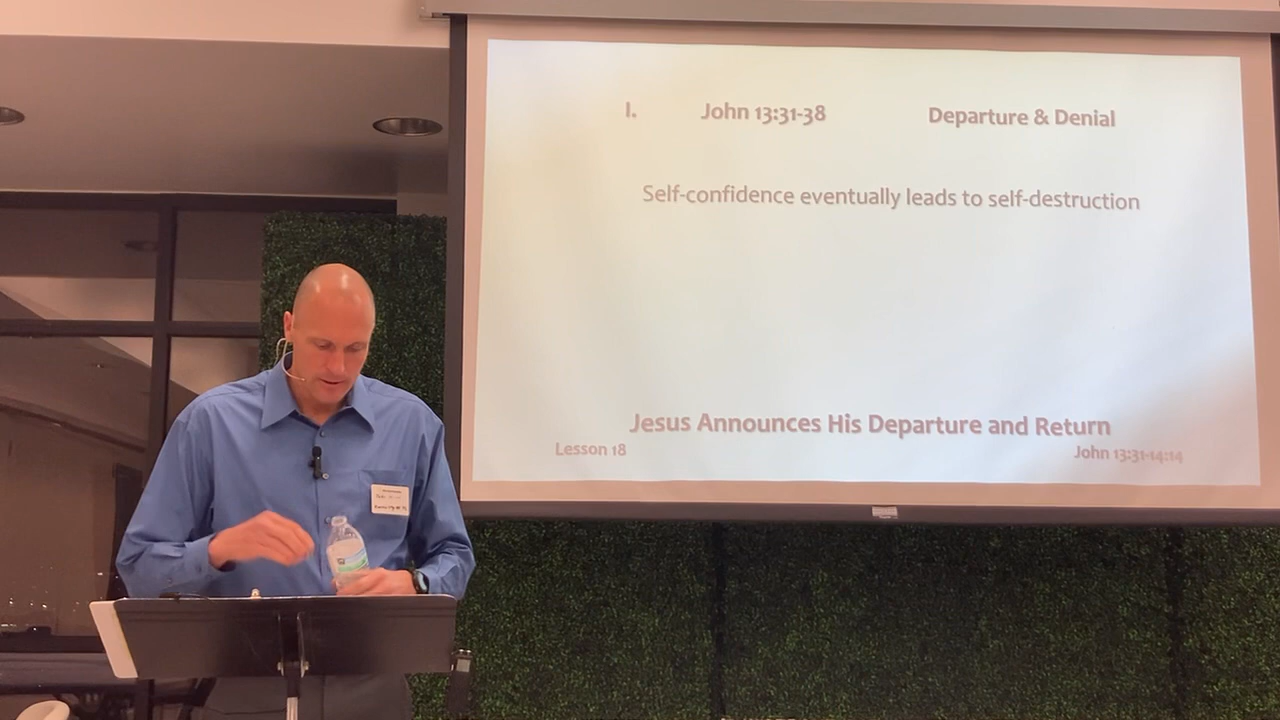 I. John 13:31-38 Departure & Denial
Self-confidence eventually leads to self-destruction
Jesus Announces His Departure and Return
Lesson 18 John 13:31-14:14